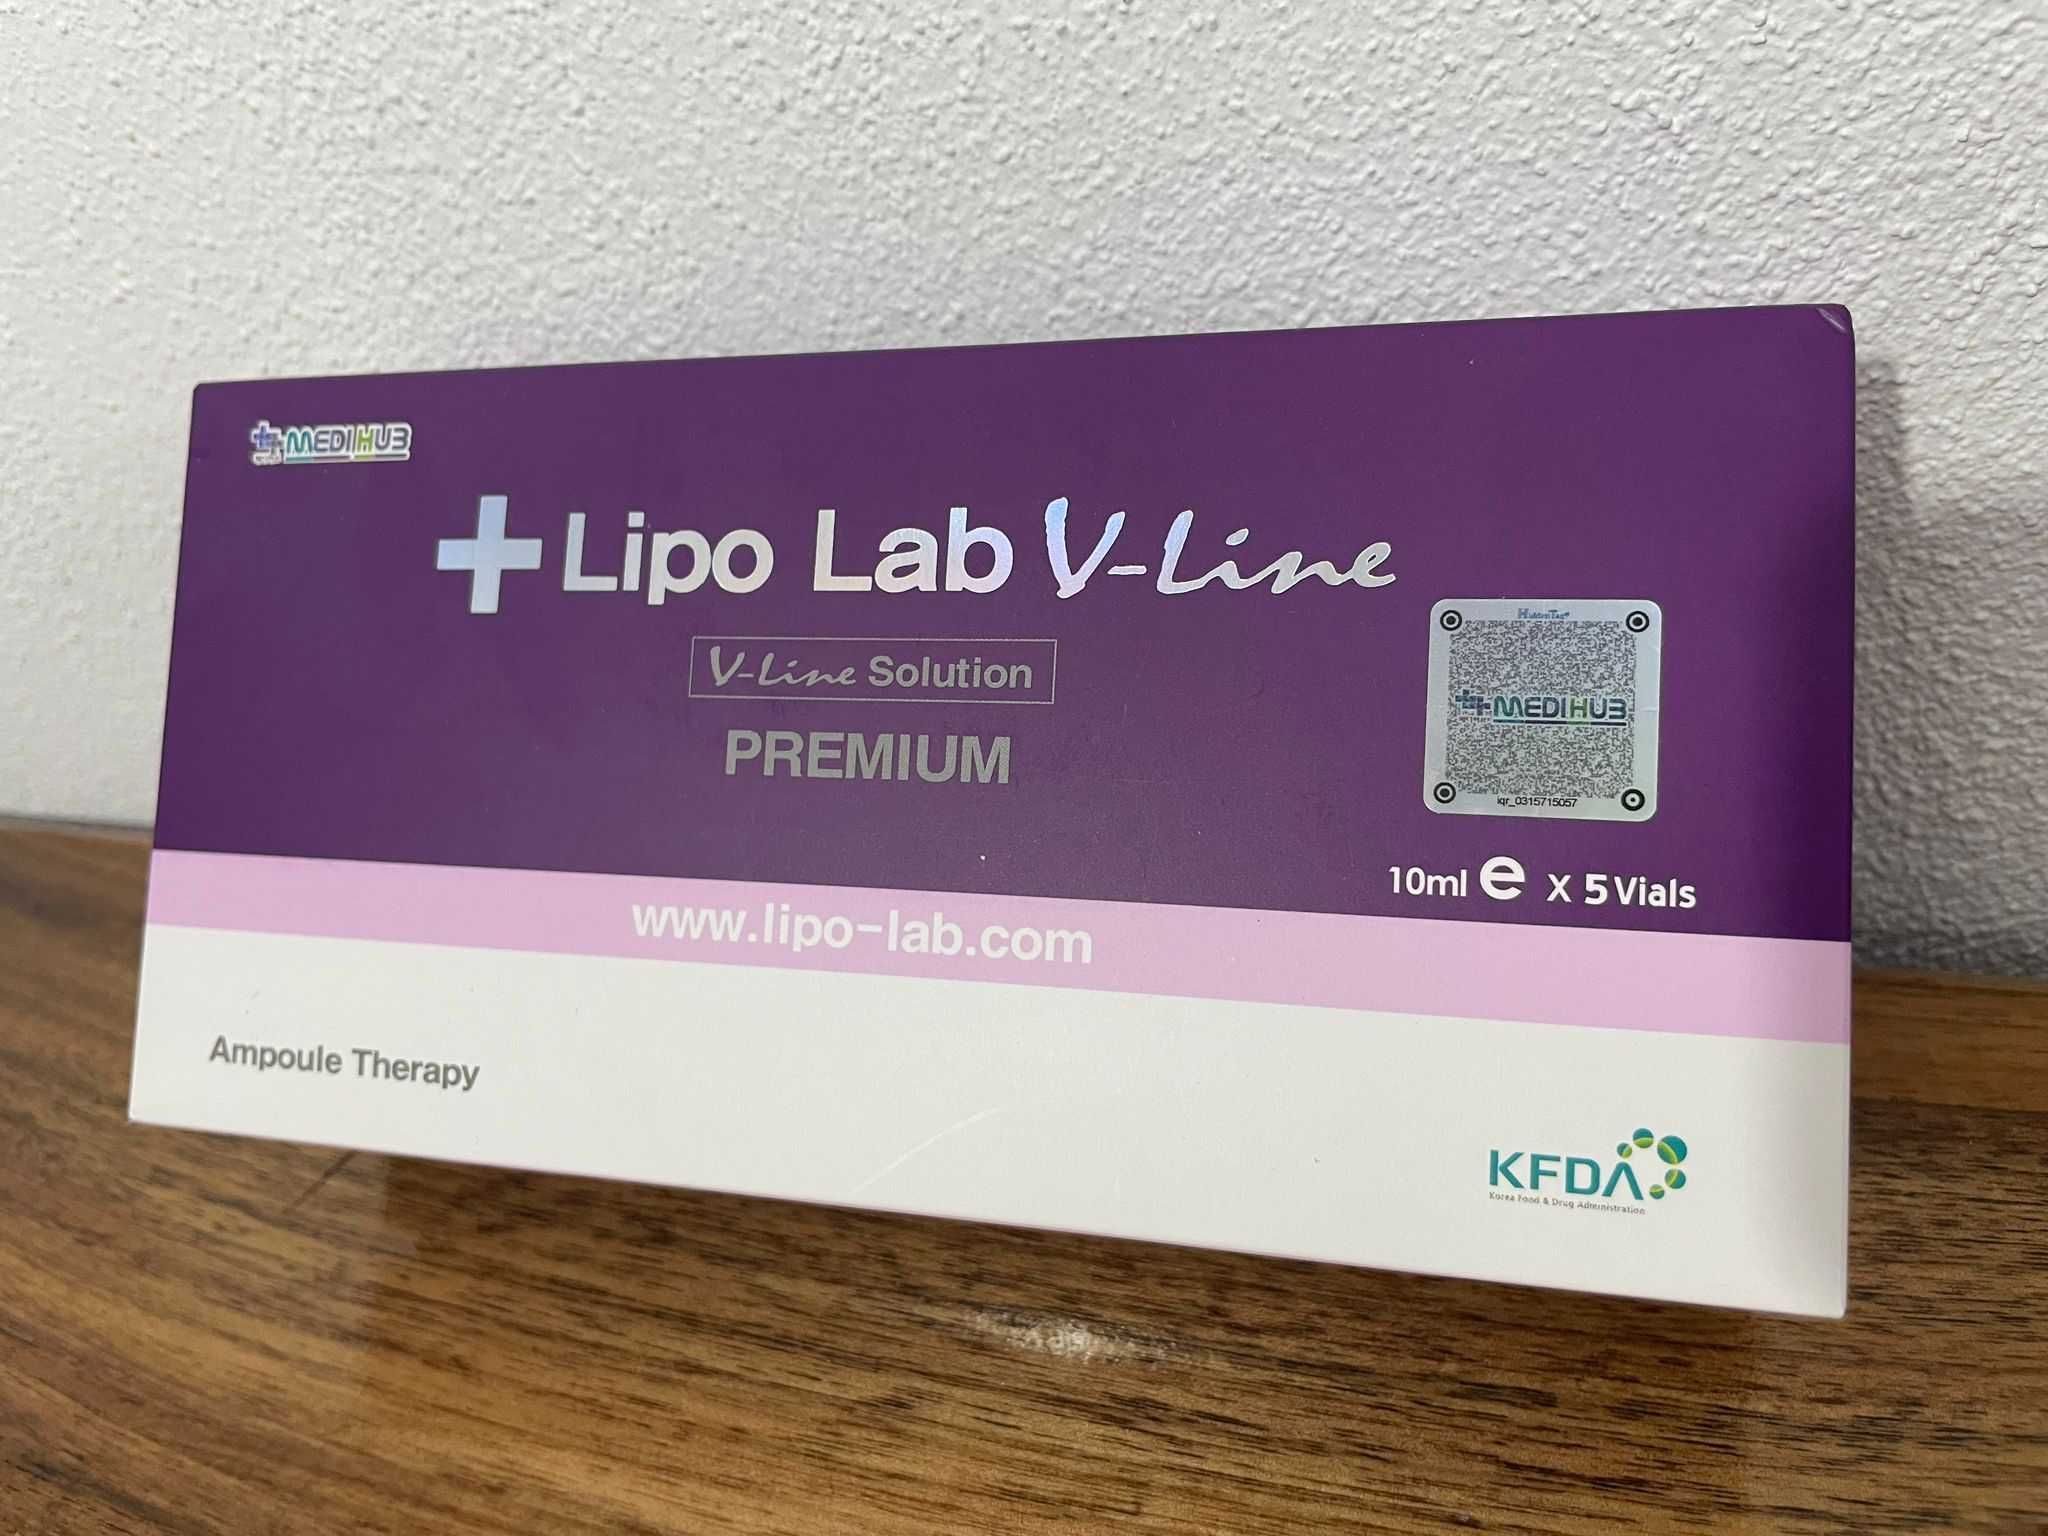 MEDIHUB
Lipo Lab V-Line
V-Line Solution
PREMIUM
HiddenTag®
MEDIHUB
iqr_0315715057
10ml e X 5 Vials
www.lipo-lab.com
Ampoule Therapy
KFDA
Korea Food & Drug Administration